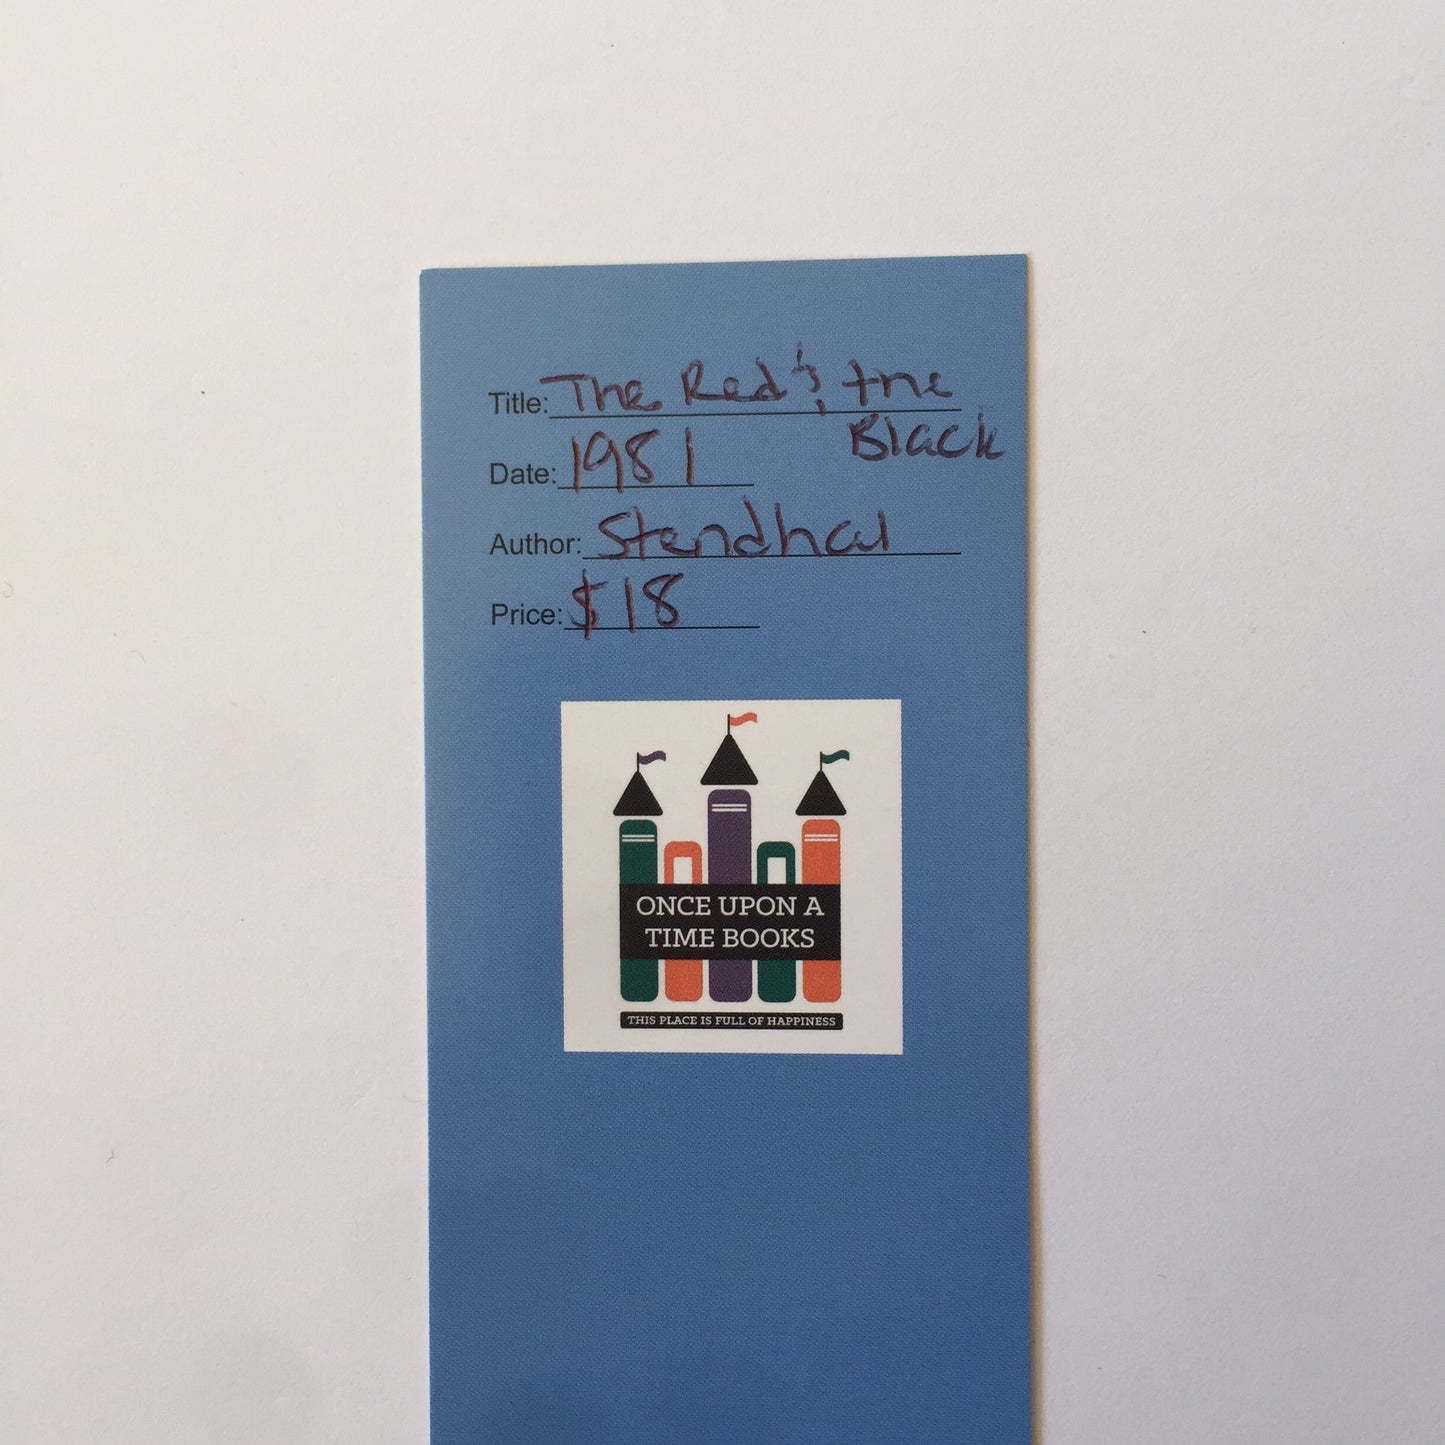 Title: The Red & the
Black
Date: 1981
Author: Stendhal
Price: $18
ONCE UPON A
TIME BOOKS
THIS PLACE IS FULL OF HAPPINESS